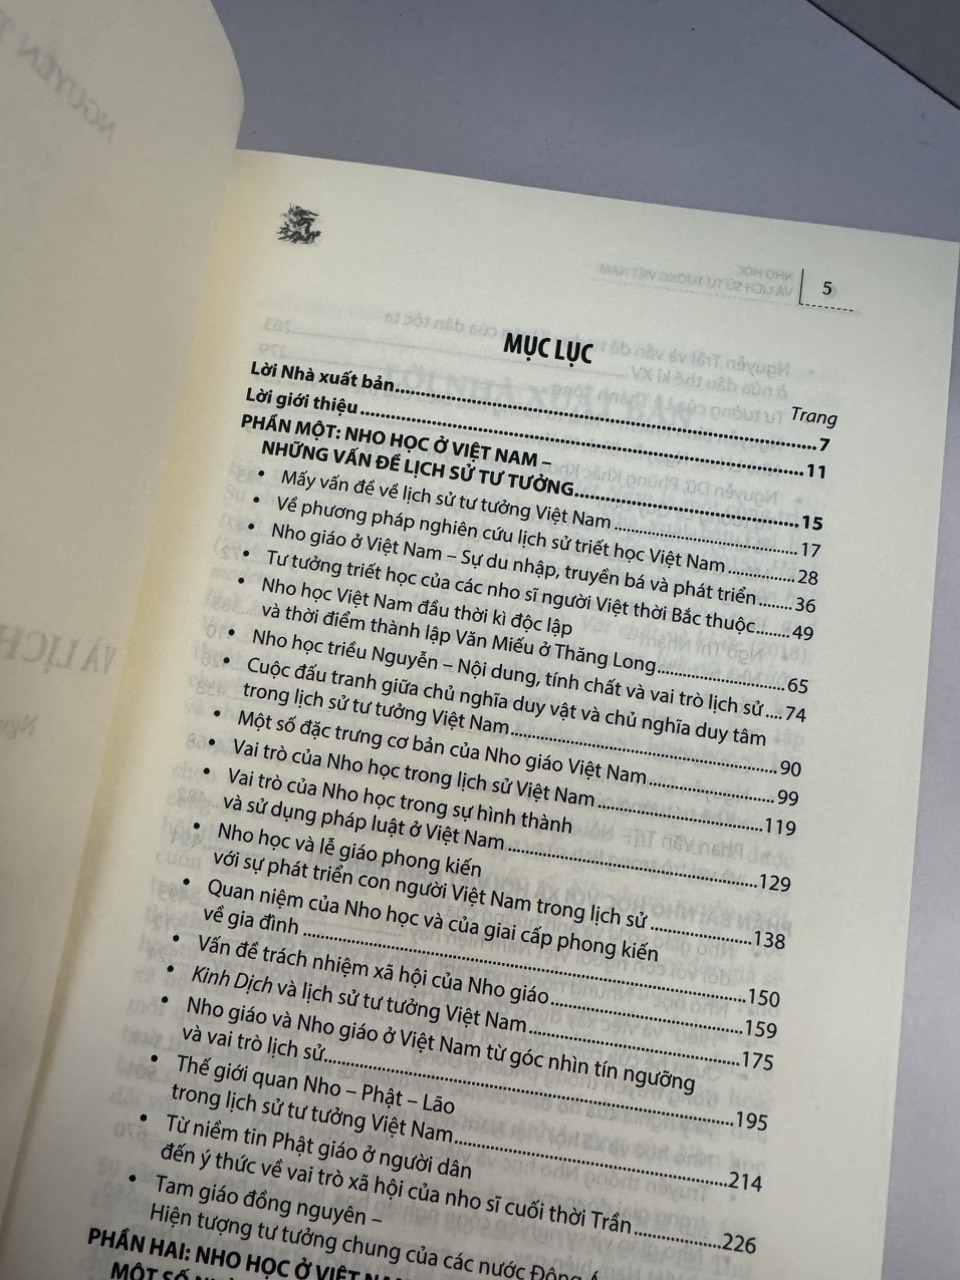 5
MỤC LỤC
Trang
Lời Nhà xuất bản........7
Lời giới thiệu........11
PHẦN MỘT: NHO HỌC Ở VIỆT NAM –
NHỮNG VẤN ĐỀ LỊCH SỬ TƯ TƯỞNG........15
• Mấy vấn đề về lịch sử tư tưởng Việt Nam........17
• Về phương pháp nghiên cứu lịch sử triết học Việt Nam........28
• Nho giáo ở Việt Nam – Sự du nhập, truyền bá và phát triển........36
• Tư tưởng triết học của các nho sĩ người Việt thời Bắc thuộc........49
• Nho học Việt Nam đầu thời kì độc lập
và thời điểm thành lập Văn Miếu ở Thăng Long........65
• Nho học triều Nguyễn – Nội dung, tính chất và vai trò lịch sử....74
• Cuộc đấu tranh giữa chủ nghĩa duy vật và chủ nghĩa duy tâm
trong lịch sử tư tưởng Việt Nam........90
• Một số đặc trưng cơ bản của Nho giáo Việt Nam........99
• Vai trò của Nho học trong lịch sử Việt Nam........119
• Vai trò của Nho học trong sự hình thành
và sử dụng pháp luật ở Việt Nam........129
• Nho học và lễ giáo phong kiến
với sự phát triển con người Việt Nam trong lịch sử........138
• Quan niệm của Nho học và của giai cấp phong kiến
về gia đình........150
• Vấn đề trách nhiệm xã hội của Nho giáo........159
• Kinh Dịch và lịch sử tư tưởng Việt Nam........175
• Nho giáo và Nho giáo ở Việt Nam từ góc nhìn tín ngưỡng
và vai trò lịch sử........195
• Thế giới quan Nho – Phật – Lão
trong lịch sử tư tưởng Việt Nam........214
• Từ niềm tin Phật giáo ở người dân
đến ý thức về vai trò xã hội của nho sĩ cuối thời Trần........226
• Tam giáo đồng nguyên –
Hiện tượng tư tưởng chung của các nước Đông
PHẦN HAI: NHO HỌC Ở VIỆT
MỘT SỐ